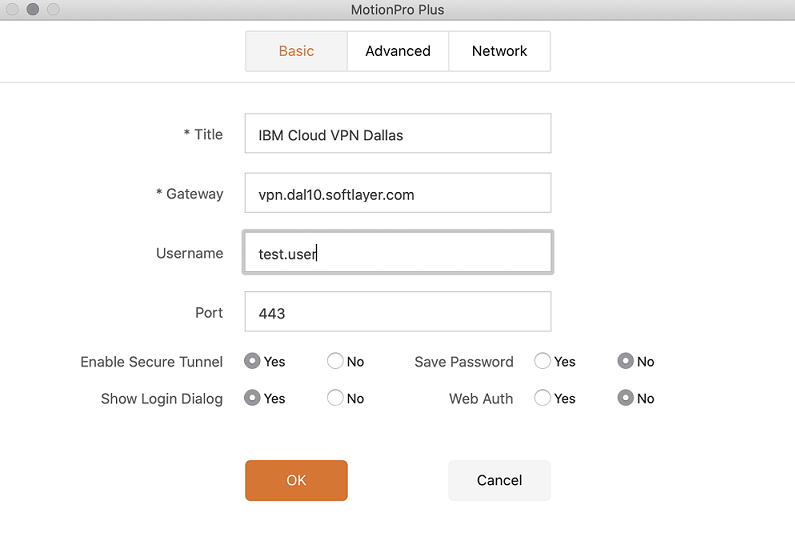 MotionPro Plus
Basic Advanced Network
* Title IBM Cloud VPN Dallas
* Gateway vpn.dal10.softlayer.com
Username test.user
Port 443
Enable Secure Tunnel Yes No Save Password Yes No
Show Login Dialog Yes No Web Auth Yes No
OK Cancel